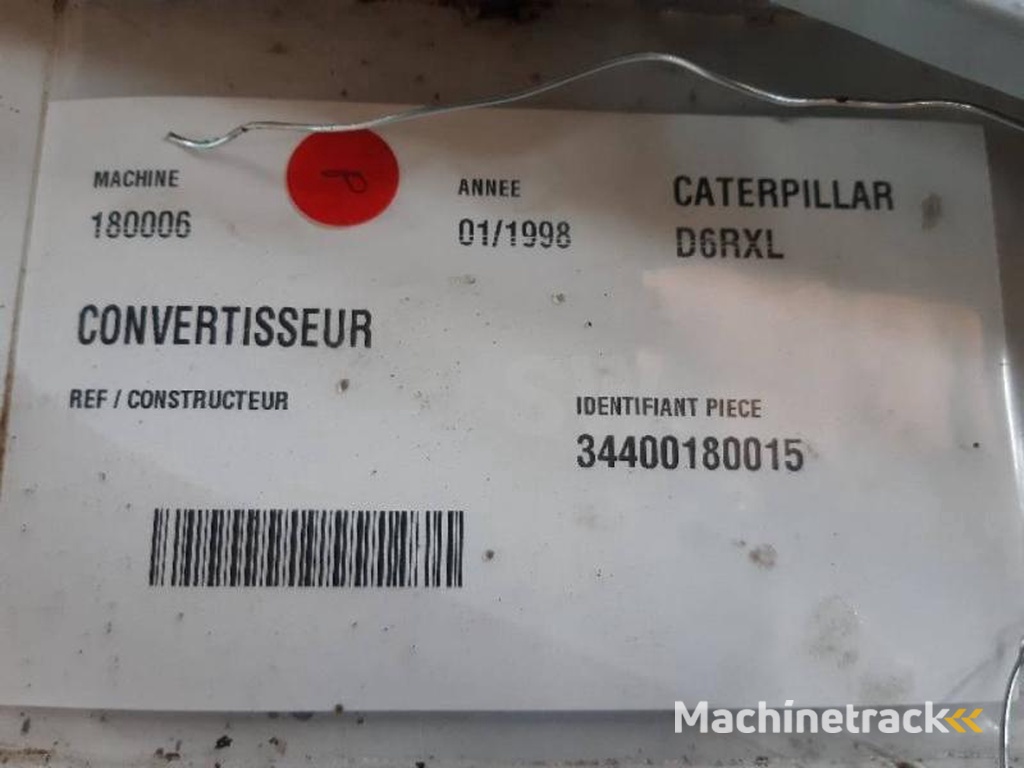 MACHINE
180006
ANNEE
01/1998
CATERPILLAR
D6RXL
CONVERTISSEUR
REF / CONSTRUCTEUR
IDENTIFIANT PIECE
34400180015
Machinetrack